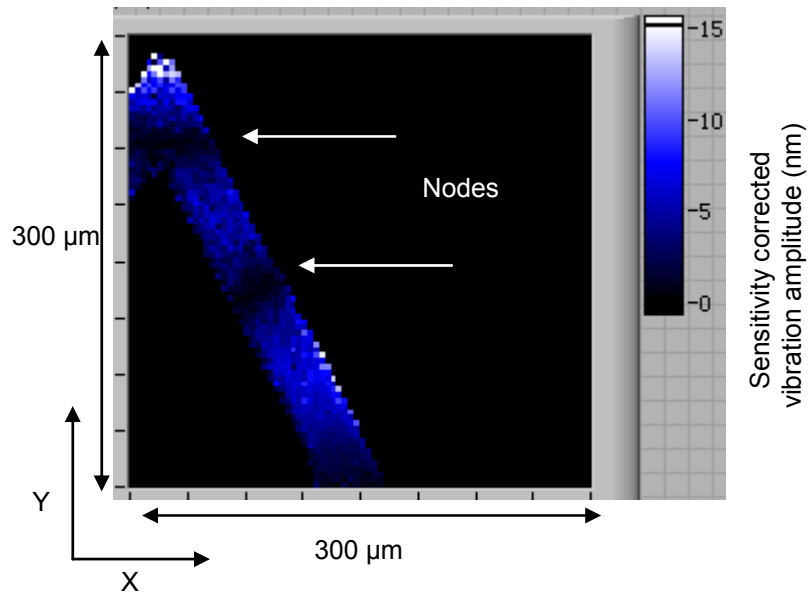 -15
-10
-5
-0
Nodes
300 µm
300 µm
Y
X
Sensitivity corrected
vibration amplitude (nm)